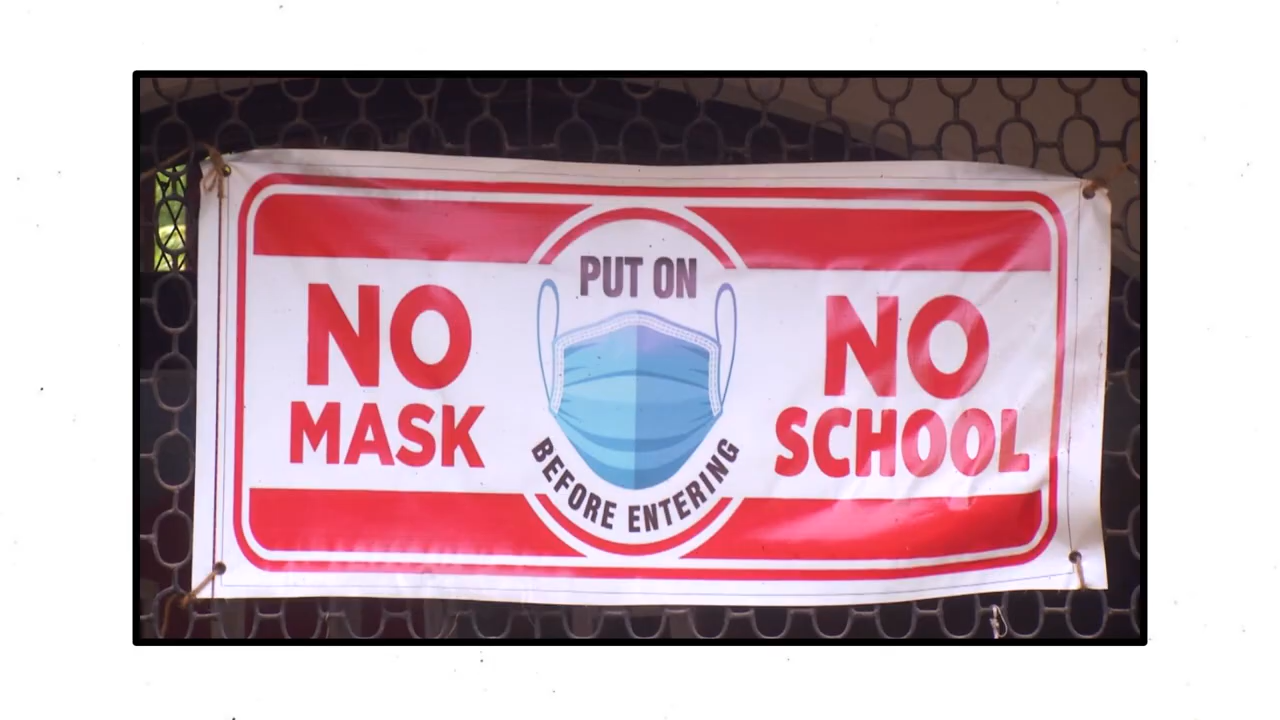 NO
MASK
PUT ON
BEFORE ENTERING
NO
SCHOOL